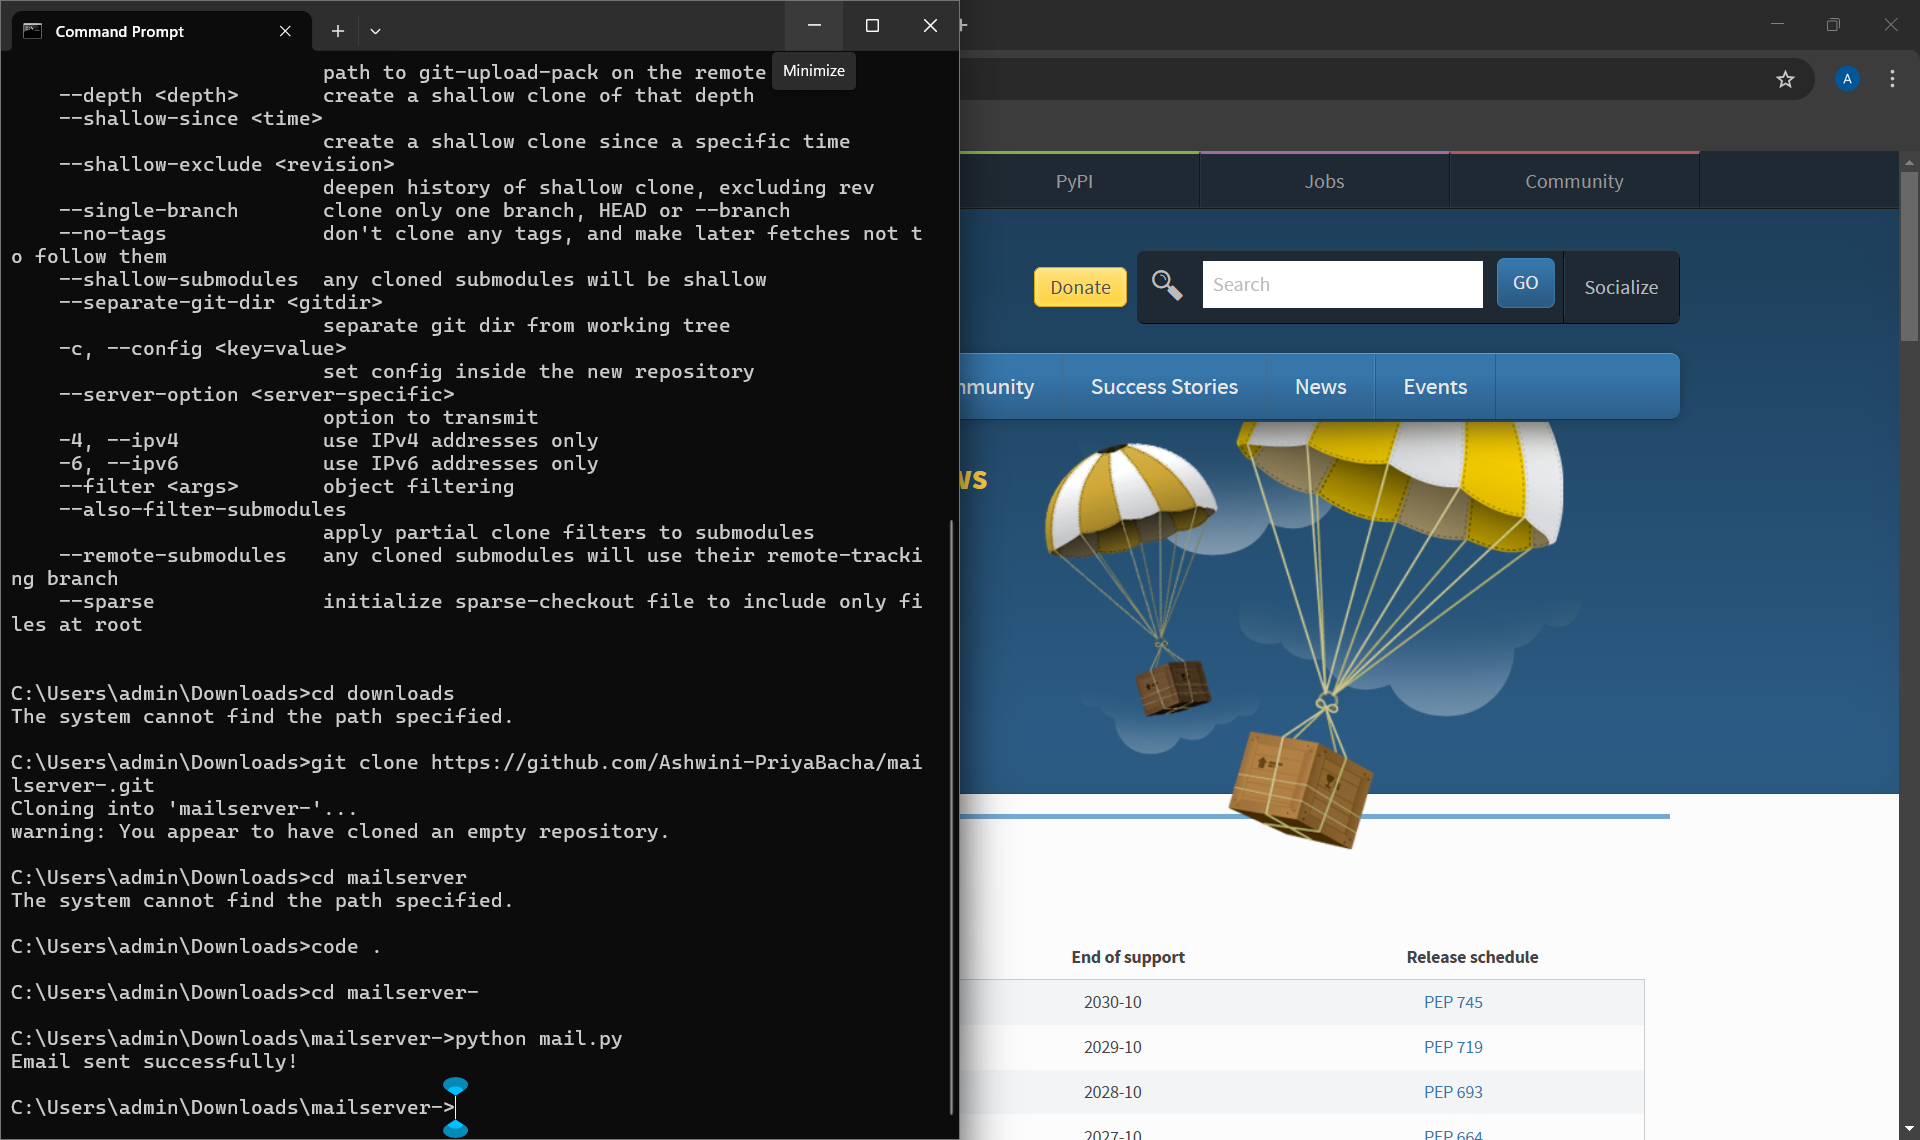 Command Prompt
Minimize
path to git-upload-pack on the remote
--depth <depth> create a shallow clone of that depth
--shallow-since <time>
create a shallow clone since a specific time
--shallow-exclude <revision>
deepen history of shallow clone, excluding rev
--single-branch clone only one branch, HEAD or --branch
--no-tags don't clone any tags, and make later fetches not t
o follow them
--shallow-submodules any cloned submodules will be shallow
--separate-git-dir <gitdir>
separate git dir from working tree
-c, --config <key=value>
set config inside the new repository
--server-option <server-specific>
option to transmit
-4, --ipv4 use IPv4 addresses only
-6, --ipv6 use IPv6 addresses only
--filter <args> object filtering
--also-filter-submodules
apply partial clone filters to submodules
--remote-submodules any cloned submodules will use their remote-tracki
ng branch
--sparse initialize sparse-checkout file to include only fi
les at root
C:\Users\admin\Downloads>cd downloads
The system cannot find the path specified.
C:\Users\admin\Downloads>git clone https://github.com/Ashwini-PriyaBacha/mai
lserver-.git
Cloning into 'mailserver-'...
warning: You appear to have cloned an empty repository.
C:\Users\admin\Downloads>cd mailserver
The system cannot find the path specified.
C:\Users\admin\Downloads>code .
C:\Users\admin\Downloads>cd mailserver-
C:\Users\admin\Downloads\mailserver->python mail.py
Email sent successfully!
C:\Users\admin\Downloads\mailserver->
A
PyPI Jobs Community
Donate Search GO Socialize
mmunity Success Stories News Events
ws
End of support Release schedule
2030-10 PEP 745
2029-10 PEP 719
2028-10 PEP 693
2027-10 PEP 664